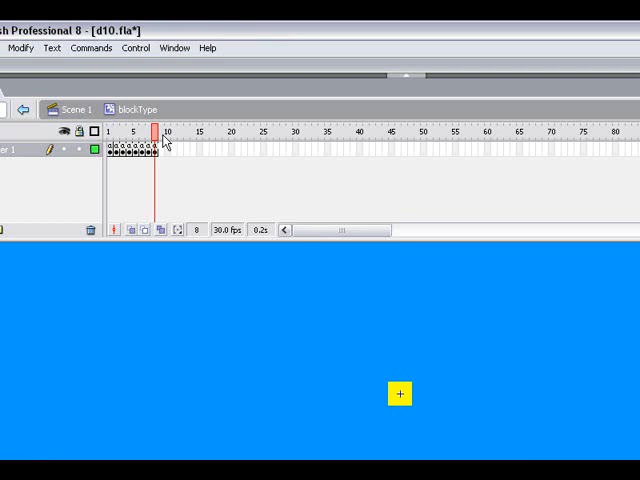 sh Professional 8 - [d10.fla*]
Modify Text Commands Control Window Help
Scene 1 blockType
1 5 10 15 20 25 30 35 40 45 50 55 60 65 70 75 80
er 1
8 30.0 fps 0.2s